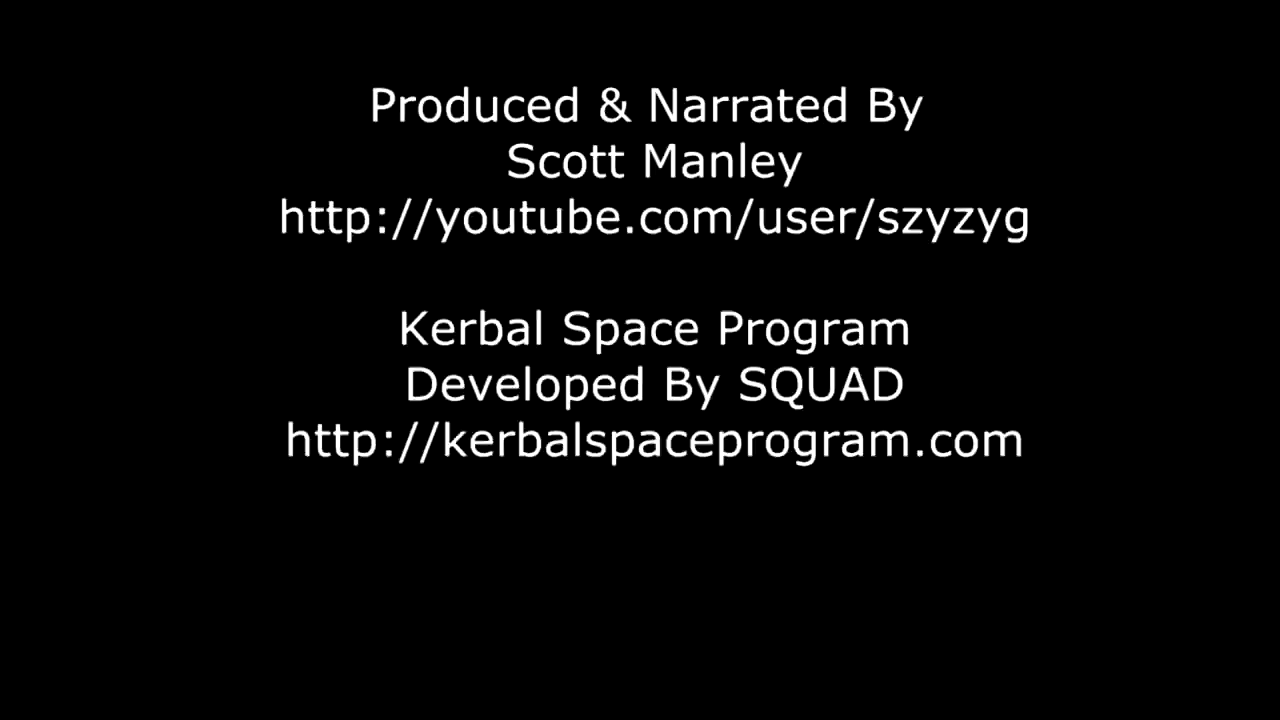 Produced & Narrated By
Scott Manley
http://youtube.com/user/szyzyg
Kerbal Space Program
Developed By SQUAD
http://kerbalspaceprogram.com